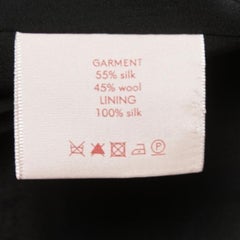 GARMENT
55% silk
45% wool
LINING
100% silk
P